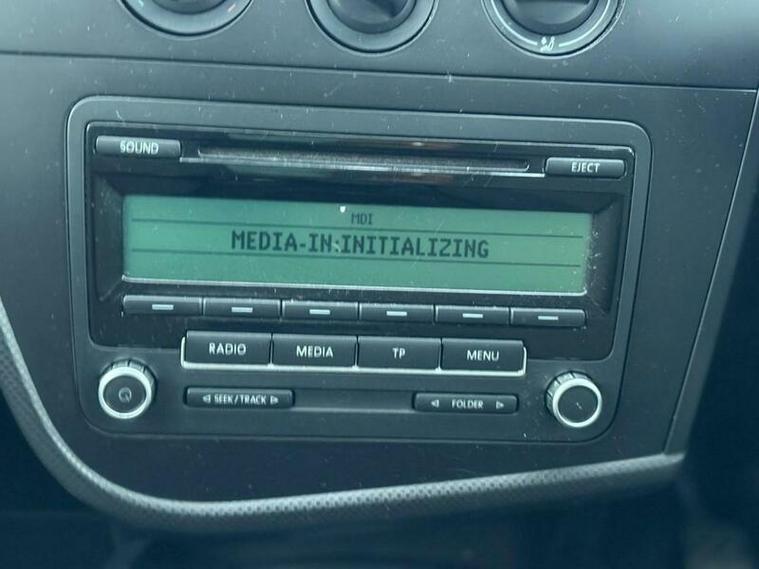 SOUND
EJECT
MDI
MEDIA-IN:INITIALIZING
RADIO
MEDIA
TP
MENU
SEEK/TRACK
FOLDER